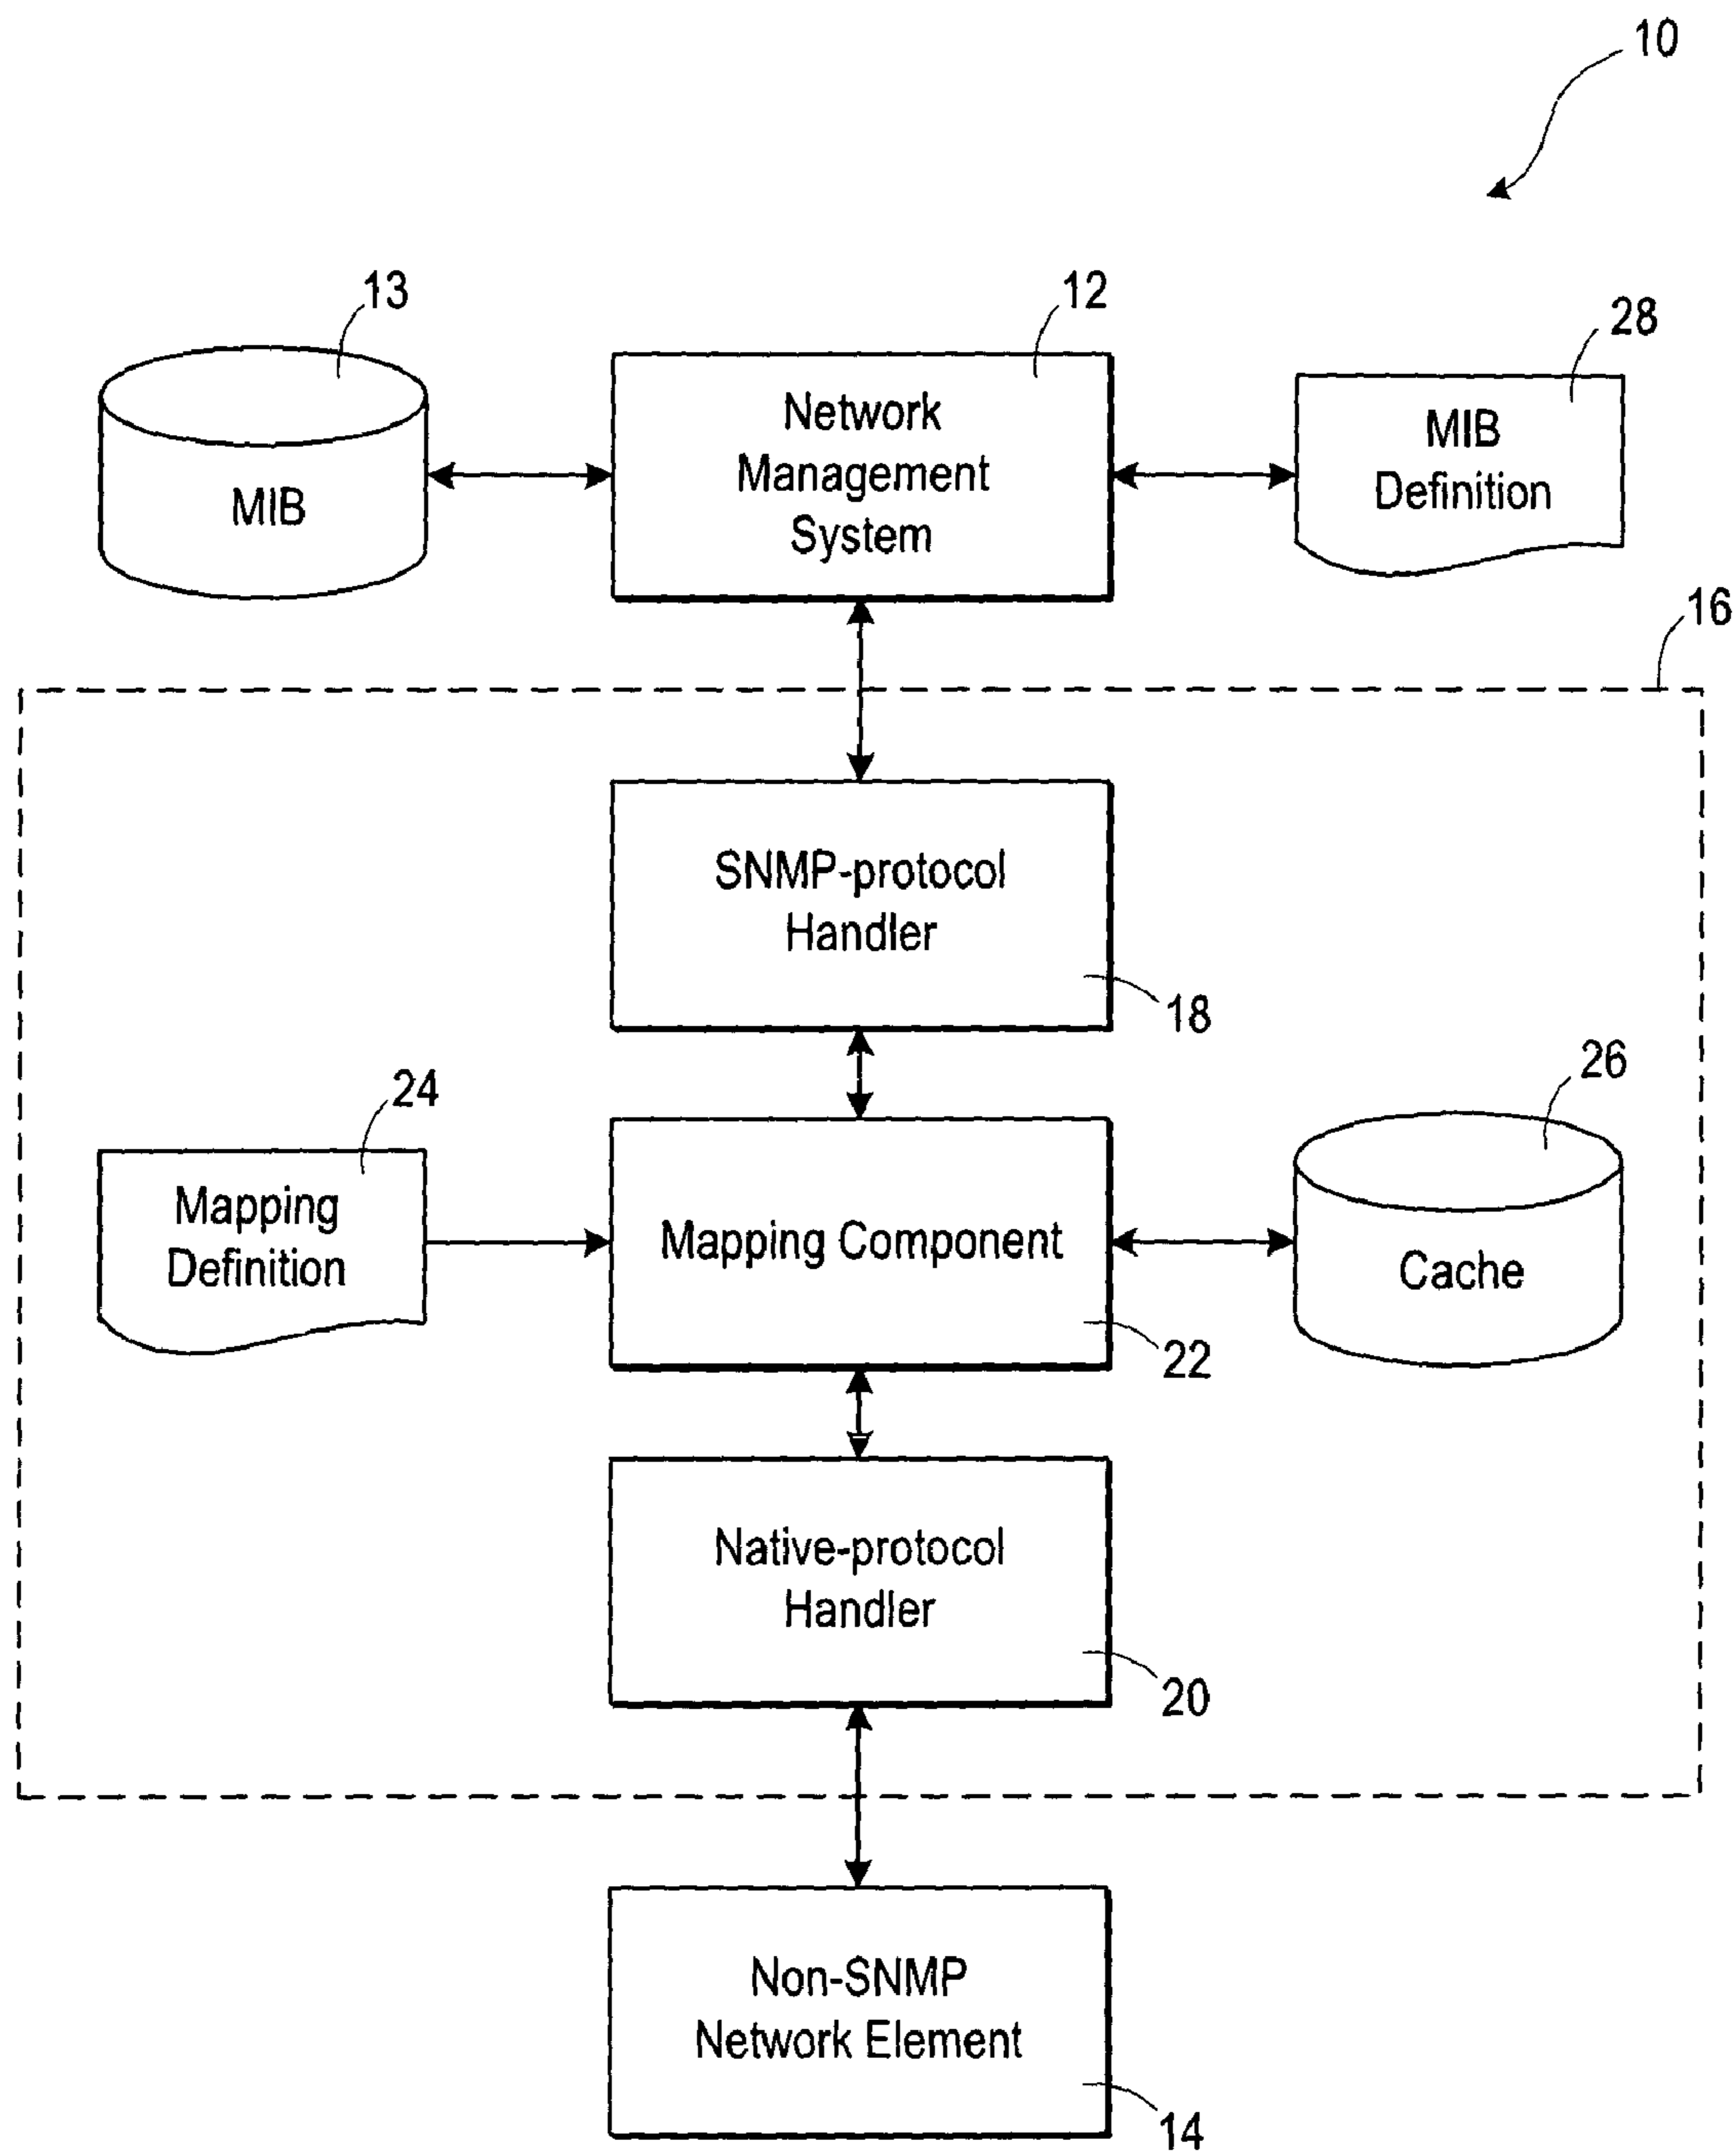 10
13
12
28
MIB
Network
Management
System
MIB
Definition
16
SNMP-protocol
Handler
18
24
26
Mapping
Definition
Mapping Component
Cache
22
Native-protocol
Handler
20
Non-SNMP
Network Element
14